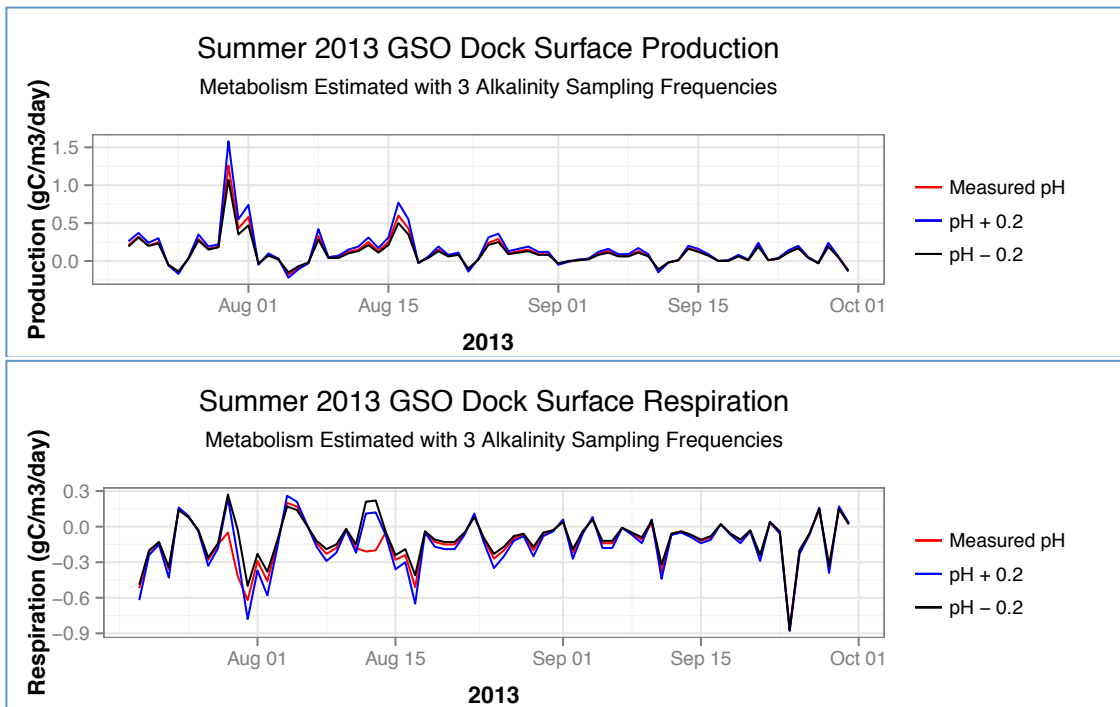 Summer 2013 GSO Dock Surface Production
Metabolism Estimated with 3 Alkalinity Sampling Frequencies
Production (gC/m3/day)
1.5
1.0
0.5
0.0
Aug 01 Aug 15 Sep 01 Sep 15 Oct 01
2013
Measured pH
pH + 0.2
pH − 0.2
Summer 2013 GSO Dock Surface Respiration
Metabolism Estimated with 3 Alkalinity Sampling Frequencies
Respiration (gC/m3/day)
0.3
0.0
−0.3
−0.6
−0.9
Aug 01 Aug 15 Sep 01 Sep 15 Oct 01
2013
Measured pH
pH + 0.2
pH − 0.2